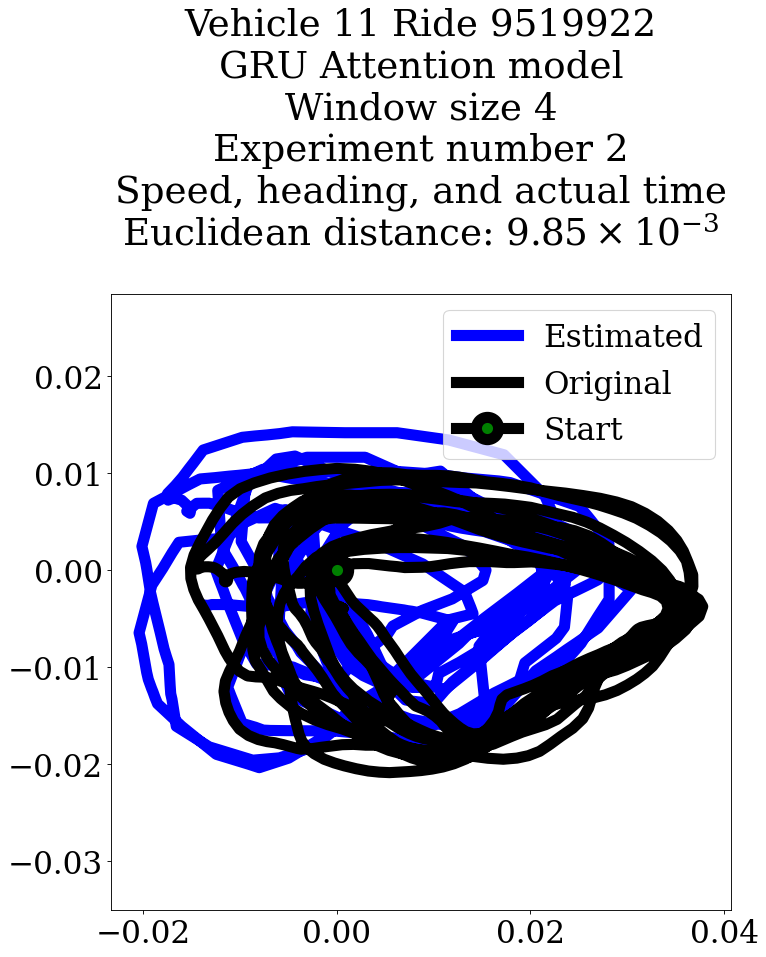 Vehicle 11 Ride 9519922
GRU Attention model
Window size 4
Experiment number 2
Speed, heading, and actual time
Euclidean distance: 9.85 × 10⁻³
Estimated
Original
Start
0.02
0.01
0.00
−0.01
−0.02
−0.03
−0.02 0.00 0.02 0.04